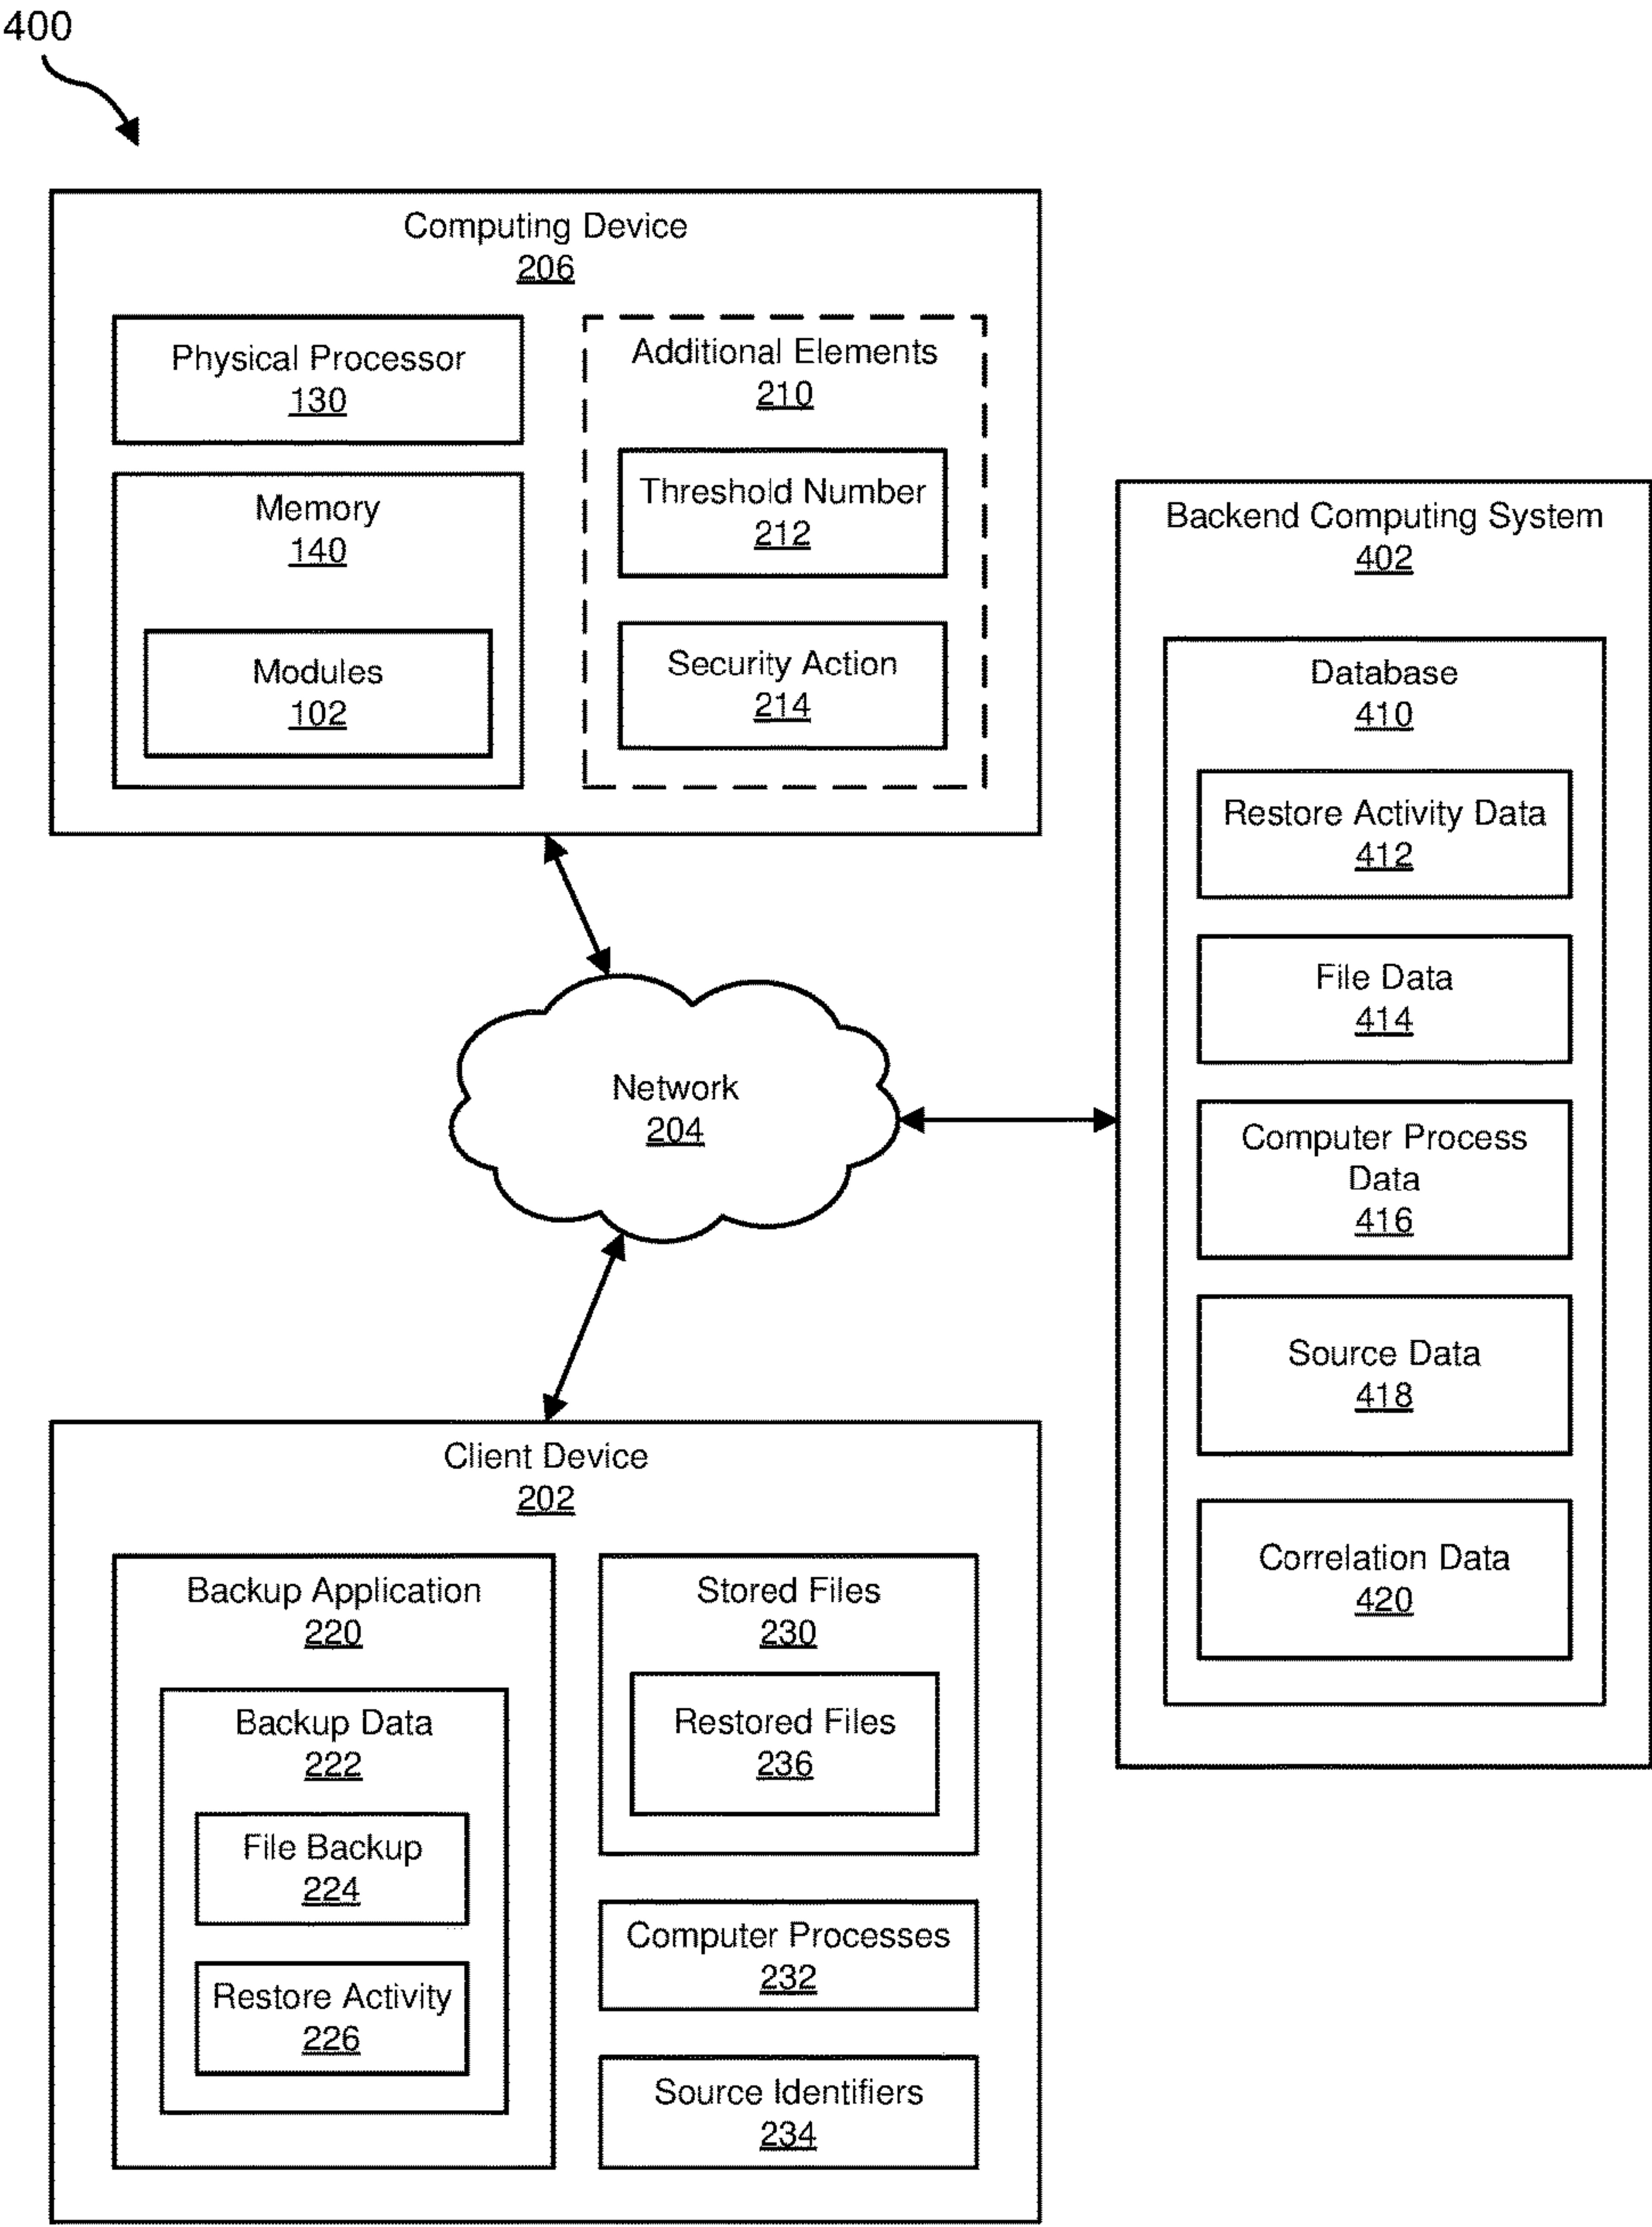 400
Computing Device
206
Physical Processor
130
Memory
140
Modules
102
Additional Elements
210
Threshold Number
212
Security Action
214
Backend Computing System
402
Database
410
Restore Activity Data
412
File Data
414
Computer Process
Data
416
Source Data
418
Correlation Data
420
Network
204
Client Device
202
Backup Application
220
Backup Data
222
File Backup
224
Restore Activity
226
Stored Files
230
Restored Files
236
Computer Processes
232
Source Identifiers
234